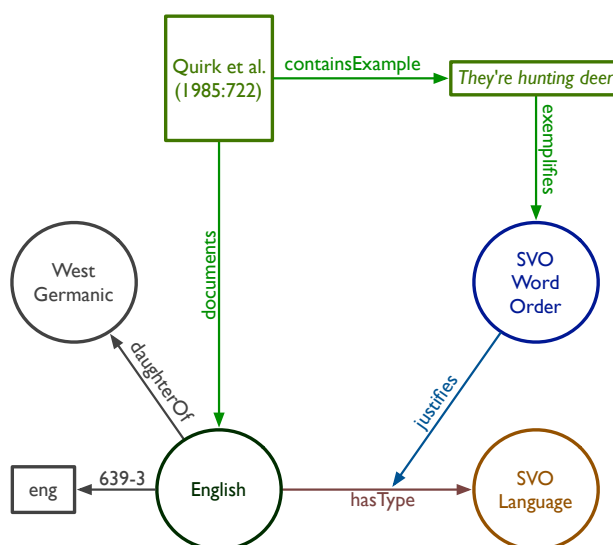 Quirk et al.
(1985:722)
containsExample
They're hunting deer
exemplifies
documents
West
Germanic
SVO
Word
Order
daughterOf
justifies
eng
639-3
English
hasType
SVO
Language